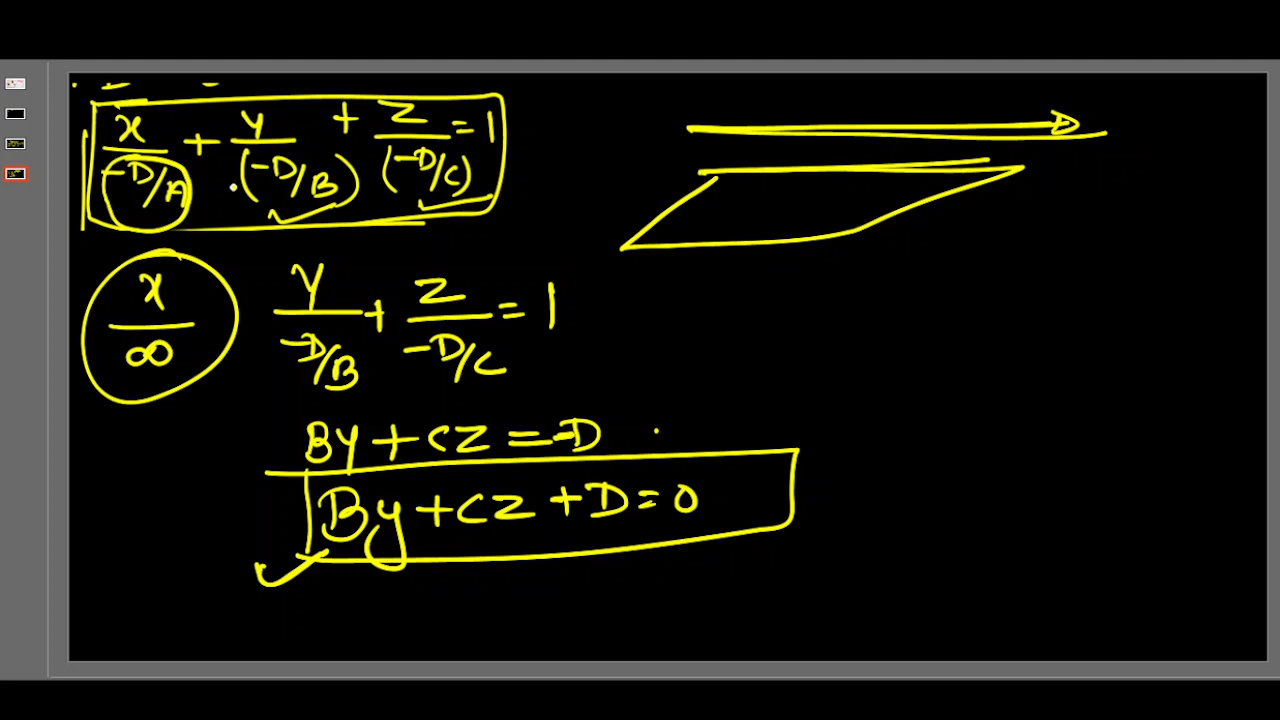 x/(-D/A) + y/(-D/B) + z/(-D/C) = 1
x/∞ y/(-D/B) + z/(-D/C) = 1
By + Cz = -D
By + Cz + D = 0